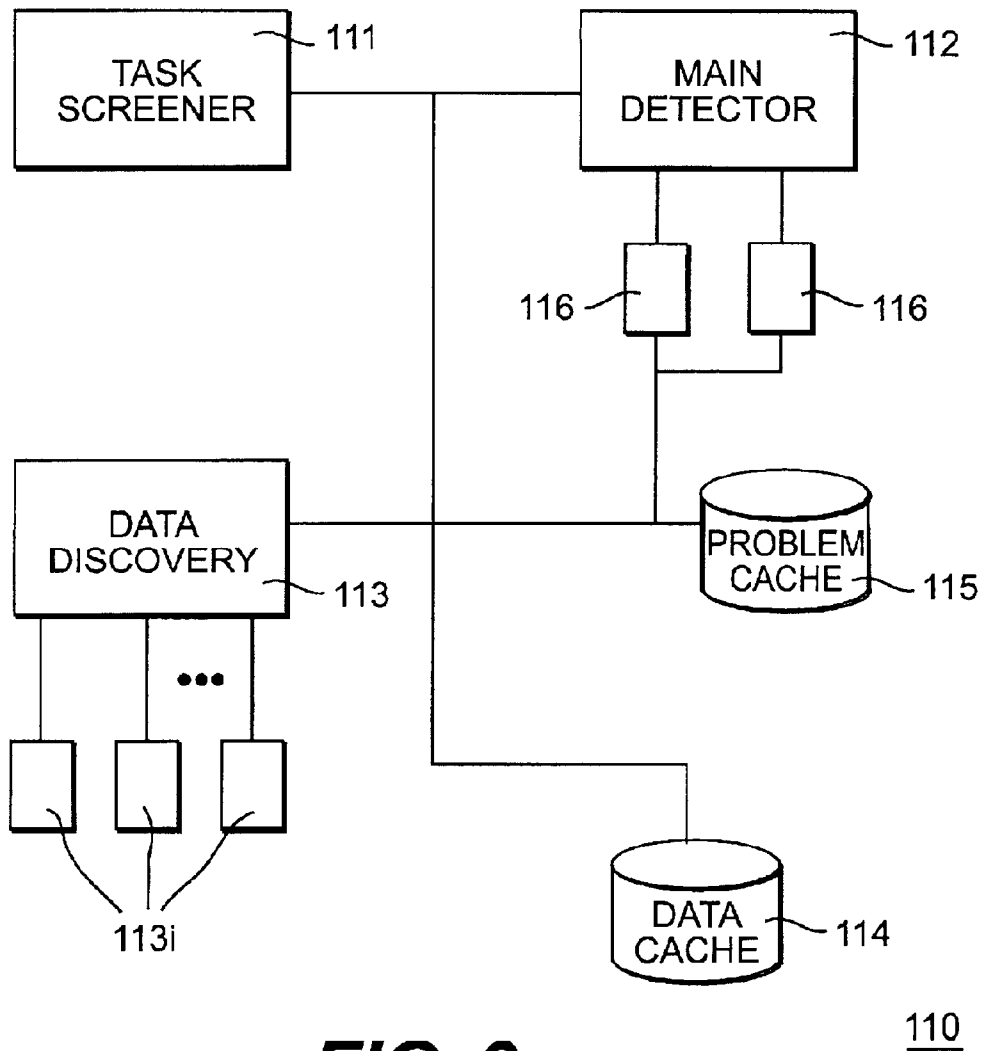 TASK
SCREENER
111
MAIN
DETECTOR
112
116
116
DATA
DISCOVERY
113
PROBLEM
CACHE
115
•••
113i
DATA
CACHE
114
110